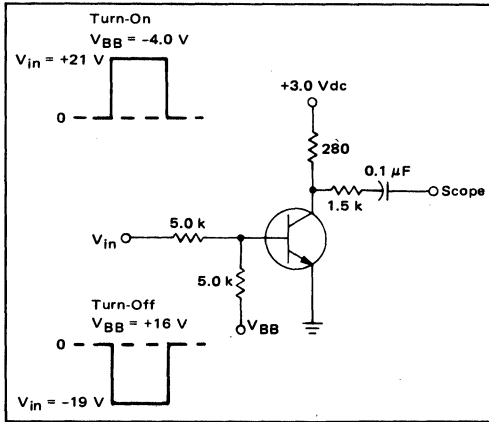 Turn-On
V_BB = -4.0 V
V_in = +21 V
0
+3.0 Vdc
280
0.1 μF
Scope
1.5 k
5.0 k
V_in
5.0 k
Turn-Off
V_BB = +16 V
V_BB
0
V_in = -19 V